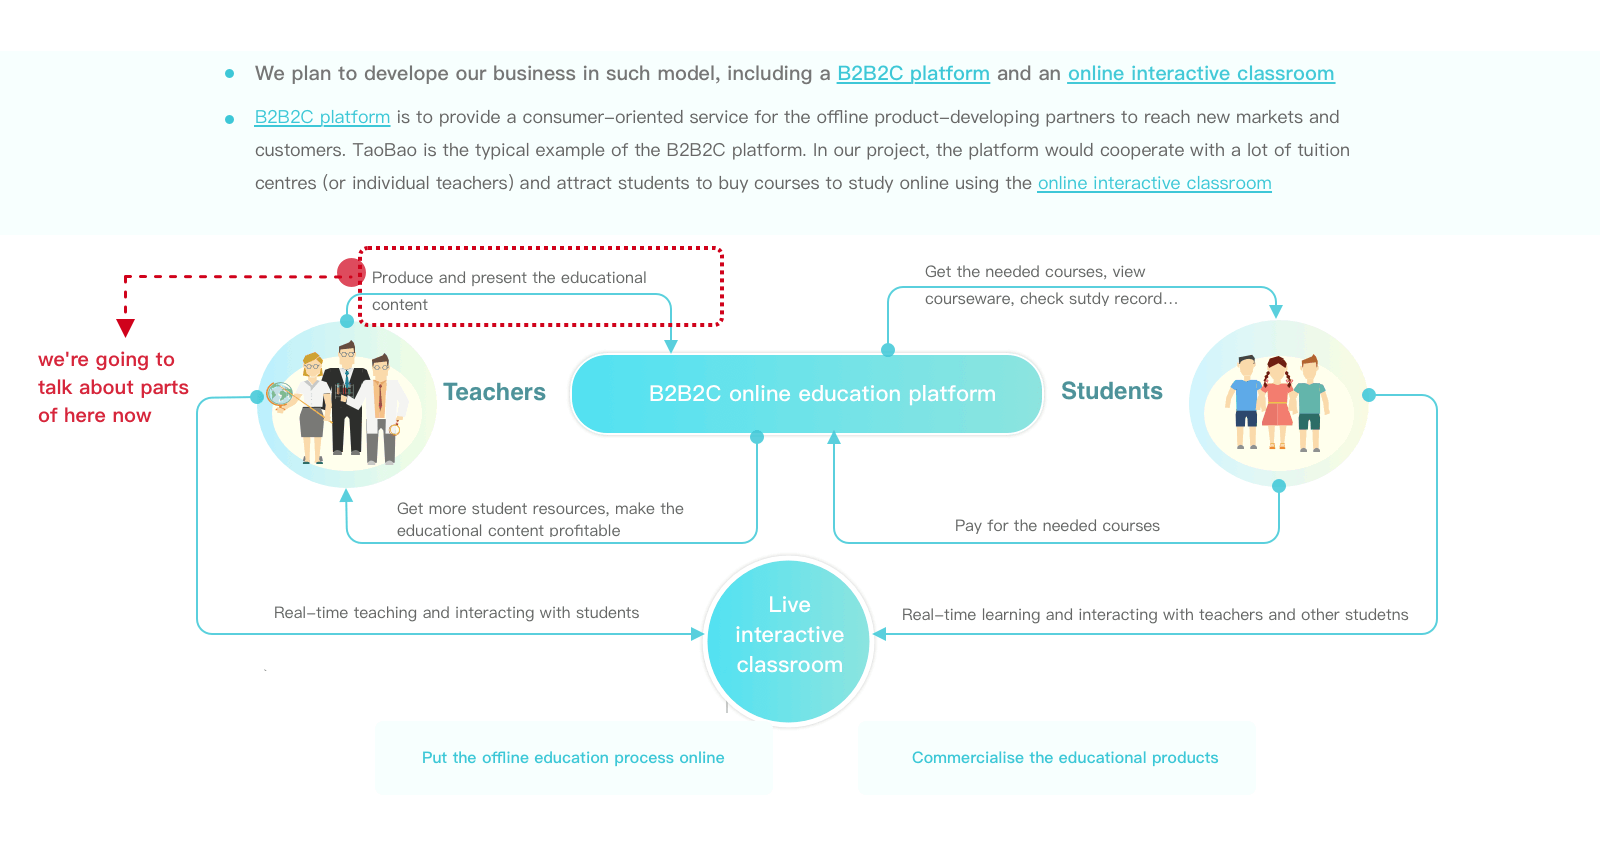 We plan to develope our business in such model, including a B2B2C platform and an online interactive classroom
B2B2C platform is to provide a consumer-oriented service for the offline product-developing partners to reach new markets and
customers. TaoBao is the typical example of the B2B2C platform. In our project, the platform would cooperate with a lot of tuition
centres (or individual teachers) and attract students to buy courses to study online using the online interactive classroom
Produce and present the educational
content
Get the needed courses, view
courseware, check sutdy record...
we're going to
talk about parts
of here now
Teachers
B2B2C online education platform
Students
Get more student resources, make the
educational content profitable
Pay for the needed courses
Live
interactive
classroom
Real-time teaching and interacting with students
Real-time learning and interacting with teachers and other studetns
Put the offline education process online
Commercialise the educational products